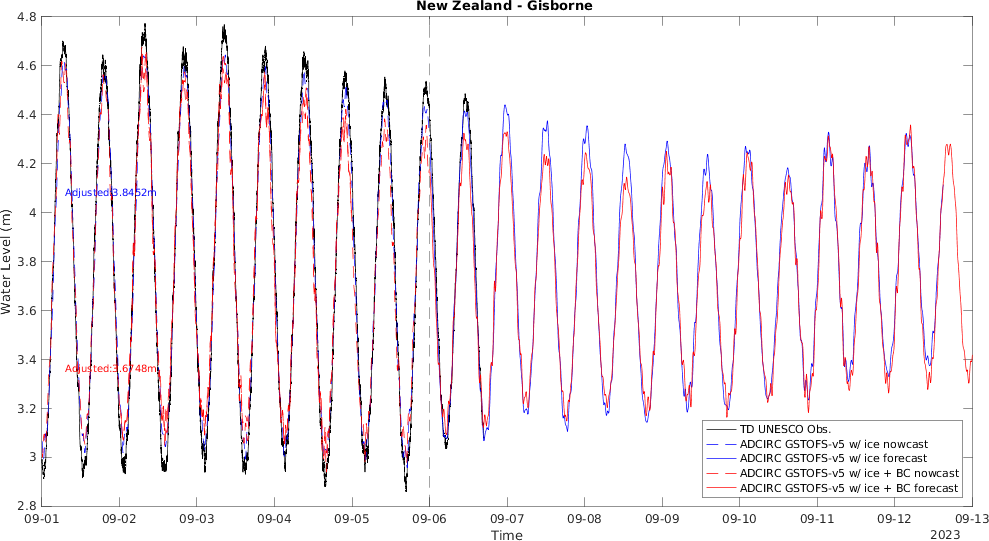 New Zealand - Gisborne
4.8
4.6
4.4
4.2
4
3.8
3.6
3.4
3.2
3
2.8
Water Level (m)
Adjusted:3.8452m
Adjusted:3.6748m
TD UNESCO Obs.
ADCIRC GSTOFS-v5 w/ ice nowcast
ADCIRC GSTOFS-v5 w/ ice forecast
ADCIRC GSTOFS-v5 w/ ice + BC nowcast
ADCIRC GSTOFS-v5 w/ ice + BC forecast
09-01 09-02 09-03 09-04 09-05 09-06 09-07 09-08 09-09 09-10 09-11 09-12 09-13
Time
2023